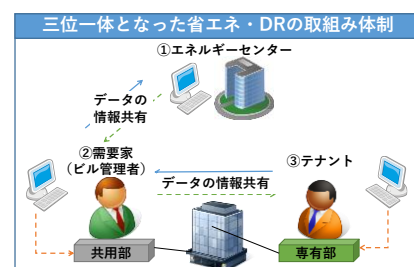 三位一体となった省エネ・DRの取組み体制
①エネルギーセンター
データの
情報共有
②需要家
(ビル管理者)
③テナント
データの情報共有
共用部
専有部